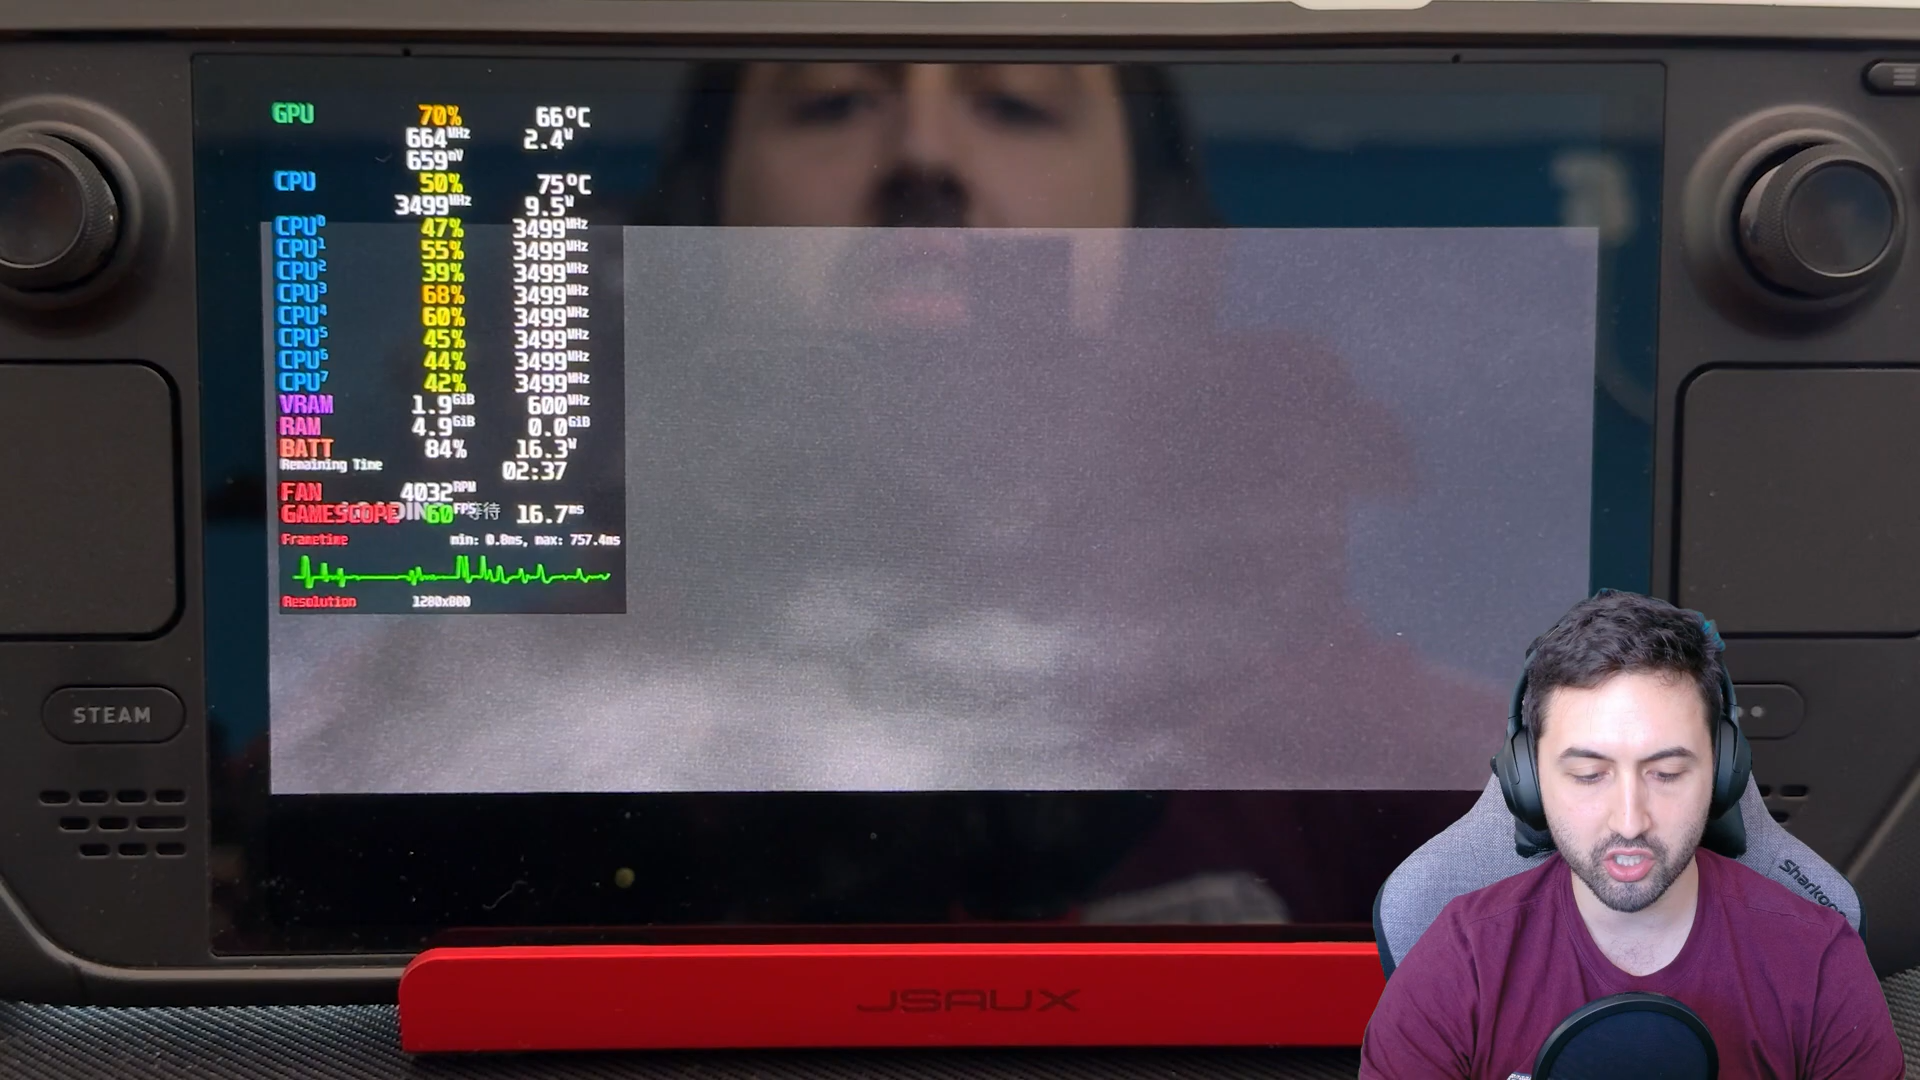 GPU 70% 66°C
664MHz 2.4W
659mV
CPU 50% 75°C
3499MHz 9.5W
CPU0 47% 3499MHz
CPU1 55% 3499MHz
CPU2 39% 3499MHz
CPU3 68% 3499MHz
CPU4 60% 3499MHz
CPU5 45% 3499MHz
CPU6 44% 3499MHz
CPU7 42% 3499MHz
VRAM 1.9GiB 600MHz
RAM 4.9GiB 0.0GiB
BATT 84% 16.3W
Remaining Time 02:37
FAN 4032RPM
GAMESCOPE 60FPS 等待 16.7ms
Frametime min: 0.0ms, max: 757.4ms
Resolution 1280x800
STEAM
JSAUX